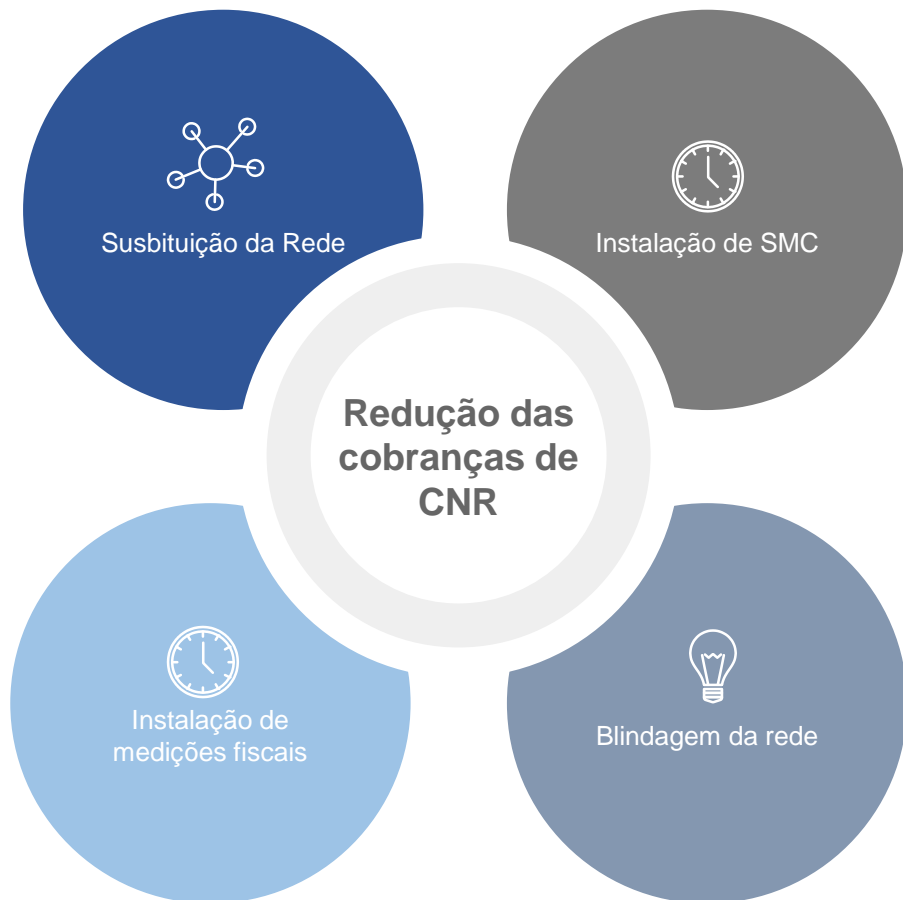 Susbituição da Rede
Instalação de SMC
Redução das
cobranças de
CNR
Instalação de
medições fiscais
Blindagem da rede